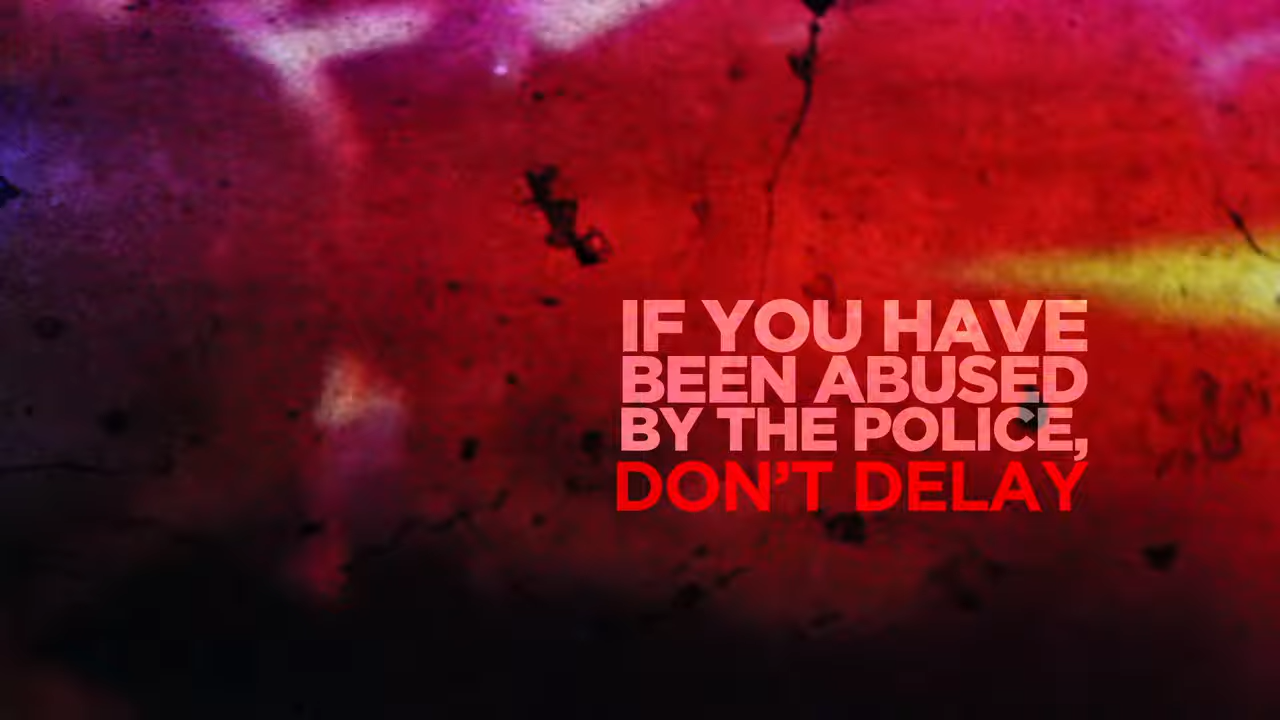 IF YOU HAVE
BEEN ABUSED
BY THE POLICE,
DON'T DELAY